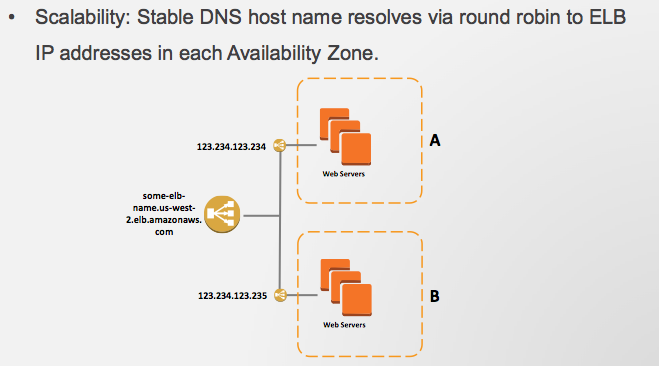 • Scalability: Stable DNS host name resolves via round robin to ELB
IP addresses in each Availability Zone.
123.234.123.234
A
Web Servers
some-elb-
name.us-west-
2.elb.amazonaws.
com
123.234.123.235
B
Web Servers